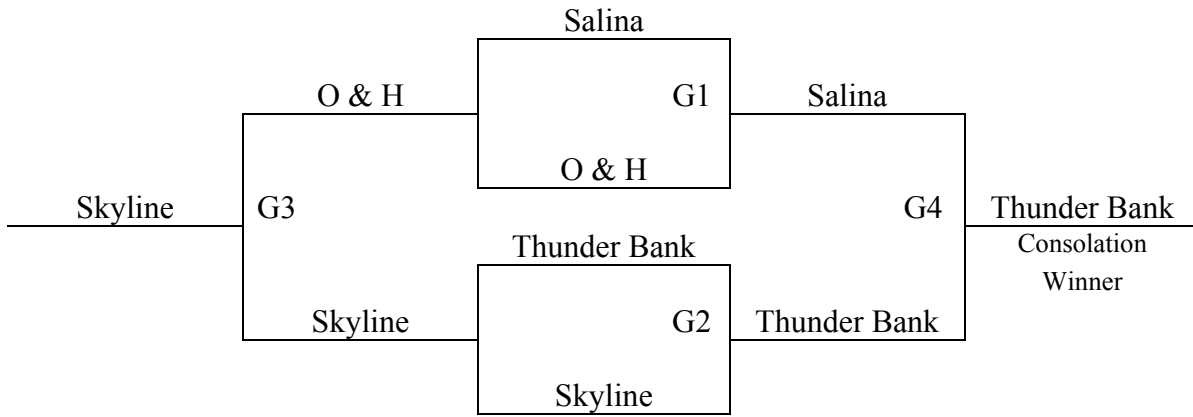 Salina
O & H
G1
Salina
O & H
Skyline
G3
G4
Thunder Bank
Consolation
Winner
Thunder Bank
Skyline
G2
Thunder Bank
Skyline